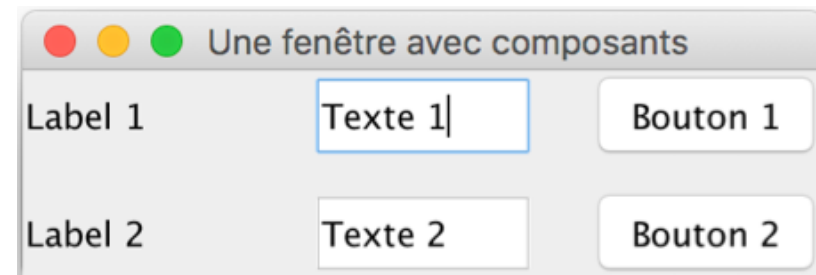 Une fenêtre avec composants
Label 1 Texte 1 Bouton 1
Label 2 Texte 2 Bouton 2